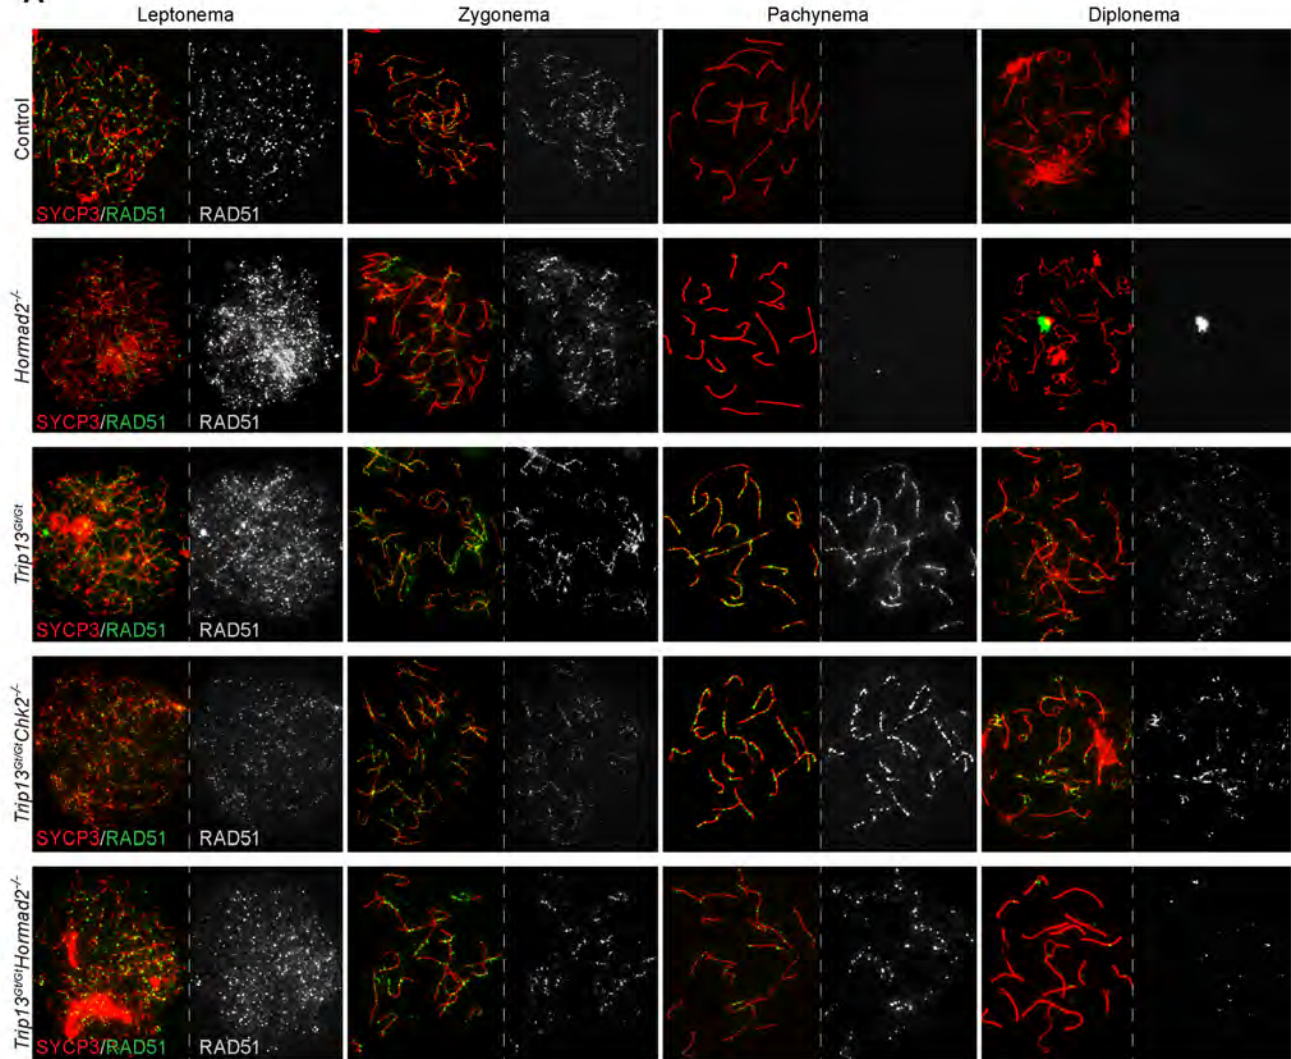 A
Leptonema Zygonema Pachynema Diplonema
Control
SYCP3/RAD51 RAD51
Hormad2-/-
SYCP3/RAD51 RAD51
Trip13Gt/Gt
SYCP3/RAD51 RAD51
Trip13Gt/GtChk2-/-
SYCP3/RAD51 RAD51
Trip13Gt/GtHormad2-/-
SYCP3/RAD51 RAD51